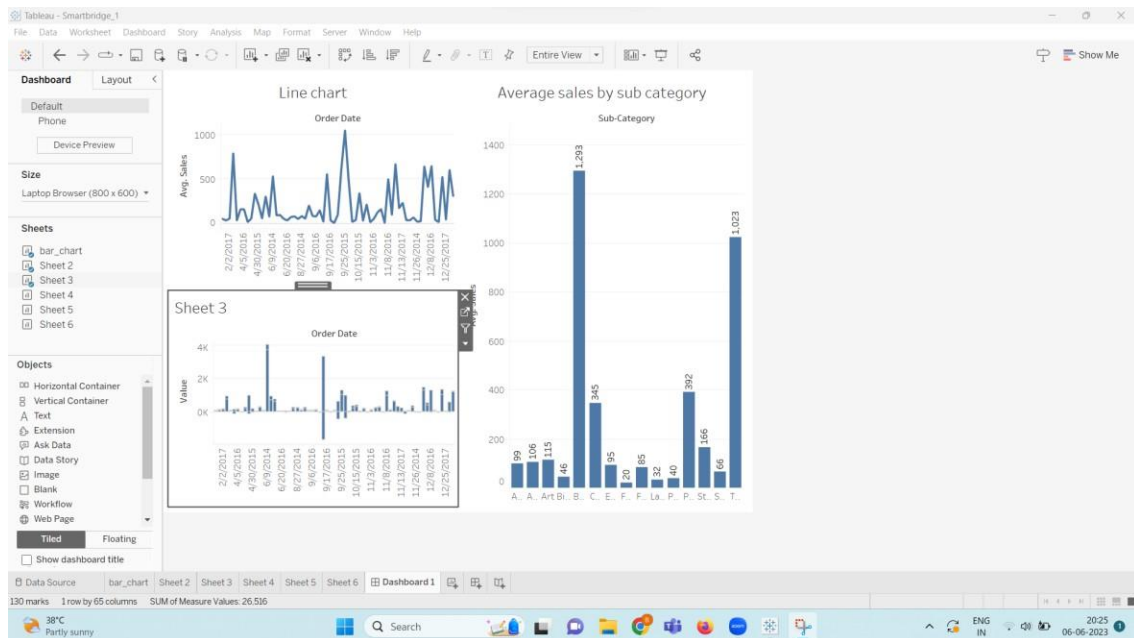 Tableau - Smartbridge_1
File Data Worksheet Dashboard Story Analysis Map Format Server Window Help
Entire View
Show Me
Dashboard Layout
Default
Phone
Device Preview
Size
Laptop Browser (800 x 600)
Sheets
bar_chart
Sheet 2
Sheet 3
Sheet 4
Sheet 5
Sheet 6
Objects
Horizontal Container
Vertical Container
Text
Extension
Ask Data
Data Story
Image
Blank
Workflow
Web Page
Tiled Floating
Show dashboard title
Line chart
Order Date
Avg. Sales
1000
500
0
2/2/2017
4/5/2016
4/30/2015
6/9/2014
6/20/2016
8/27/2014
9/6/2016
9/17/2016
9/25/2015
10/15/2015
11/3/2016
11/8/2016
11/13/2017
11/26/2014
12/8/2016
12/25/2017
Sheet 3
Order Date
Value
4K
2K
0K
2/2/2017
4/5/2016
4/30/2015
6/9/2014
6/20/2016
8/27/2014
9/6/2016
9/17/2016
9/25/2015
10/15/2015
11/3/2016
11/8/2016
11/13/2017
11/26/2014
12/8/2016
12/25/2017
Average sales by sub category
Sub-Category
1400
1200
1000
800
600
400
200
0
99
106
115
46
1,293
345
95
20
85
32
40
392
166
66
1,023
A.. A.. Art Bi.. B.. C.. E.. F.. F.. La.. P.. P.. St.. S.. T..
Data Source bar_chart Sheet 2 Sheet 3 Sheet 4 Sheet 5 Sheet 6 Dashboard 1
130 marks 1 row by 65 columns SUM of Measure Values: 26.516
38°C
Partly sunny
Search
ENG
IN
20:25
06-06-2023
1